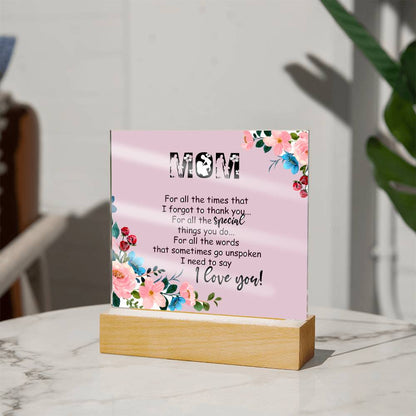 MOM
For all the times that
I forgot to thank you...
For all the special
things you do...
For all the words
that sometimes go unspoken
I need to say
I love you!